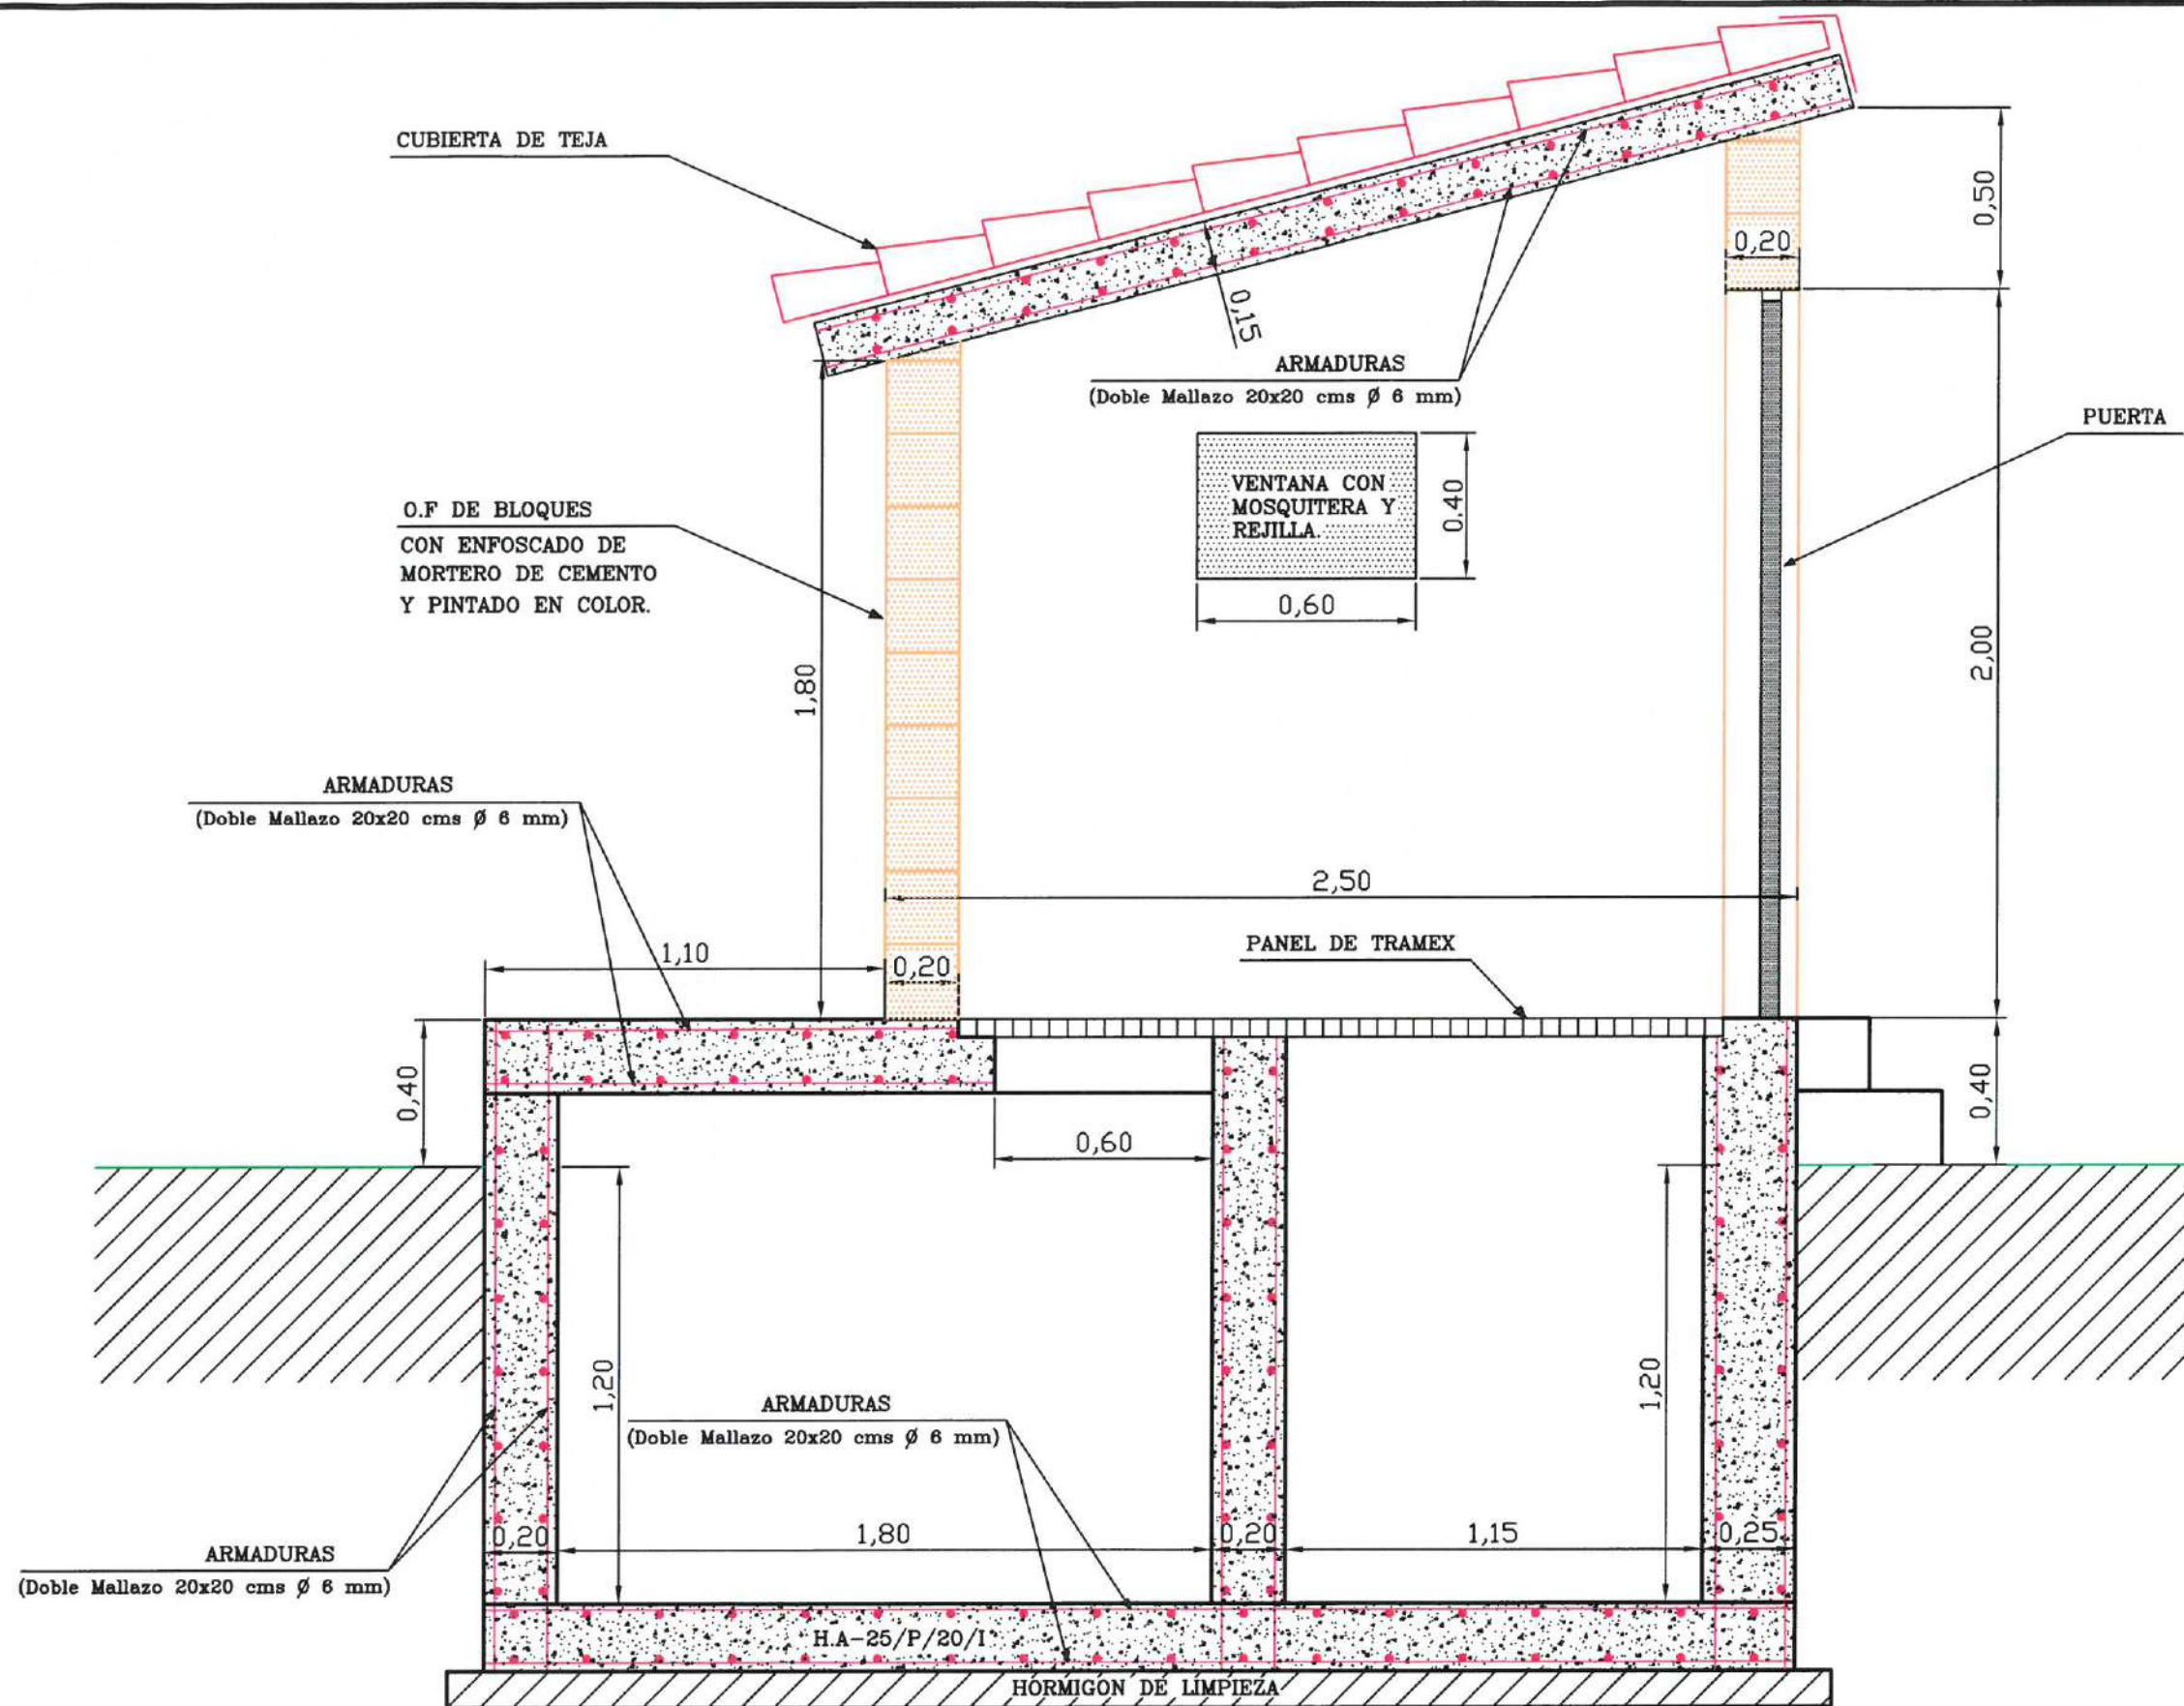 CUBIERTA DE TEJA
0,50
0,20
0,15
ARMADURAS
(Doble Mallazo 20x20 cms Ø 6 mm)
PUERTA
VENTANA CON
MOSQUITERA Y
REJILLA.
0.40
0,60
O.F DE BLOQUES
CON ENFOSCADO DE
MORTERO DE CEMENTO
Y PINTADO EN COLOR.
1,80
2,00
ARMADURAS
(Doble Mallazo 20x20 cms Ø 6 mm)
2,50
1,10
0,20
PANEL DE TRAMEX
0,40
0,40
0,60
1,20
1,20
ARMADURAS
(Doble Mallazo 20x20 cms Ø 6 mm)
0,20
1,80
0,20
1,15
0,25
ARMADURAS
(Doble Mallazo 20x20 cms Ø 6 mm)
H.A-25/P/20/I
HORMIGON DE LIMPIEZA